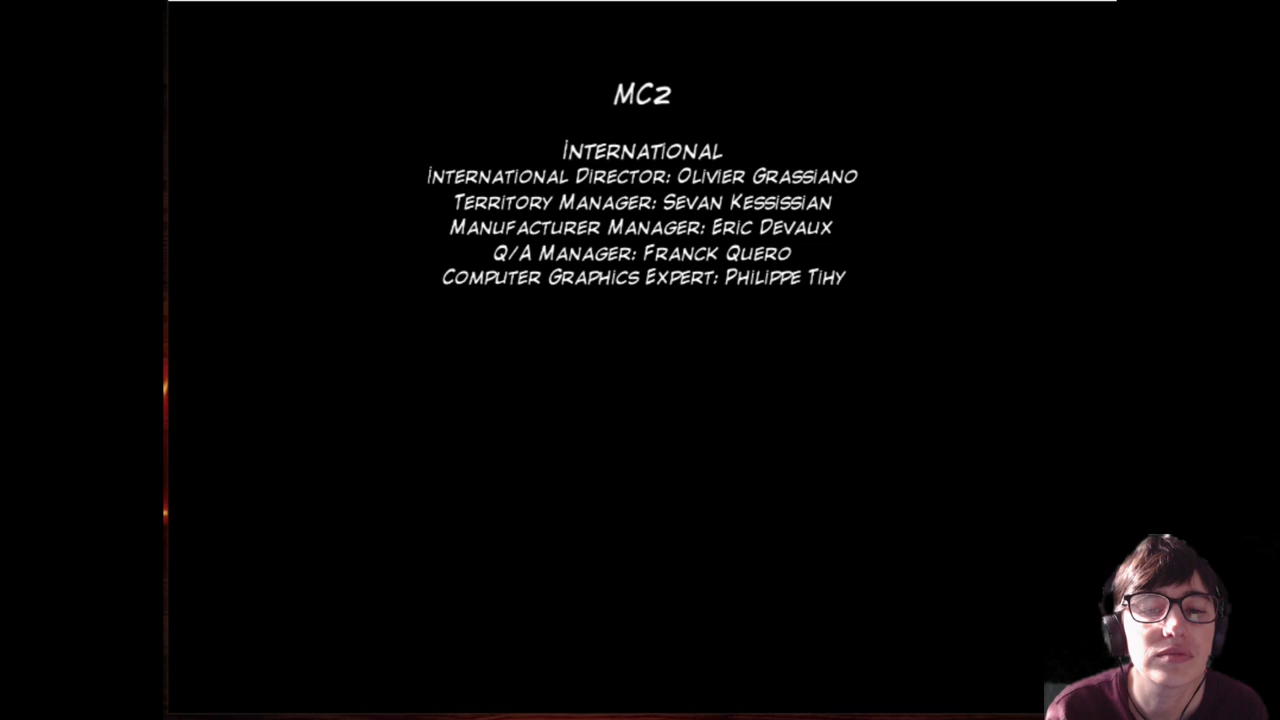 MC2
INTERNATIONAL
INTERNATIONAL DIRECTOR: OLIVIER GRASSIANO
TERRITORY MANAGER: SEVAN KESSISSIAN
MANUFACTURER MANAGER: ERIC DEVAUX
Q/A MANAGER: FRANCK QUERO
COMPUTER GRAPHICS EXPERT: PHILIPPE TIHY